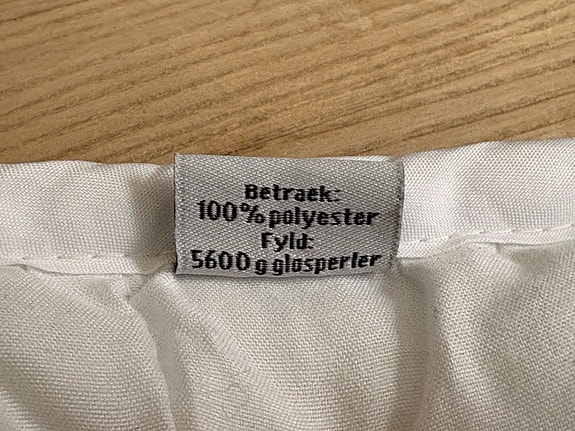 Betraek:
100% polyester
Fyld:
5600 g glasperler